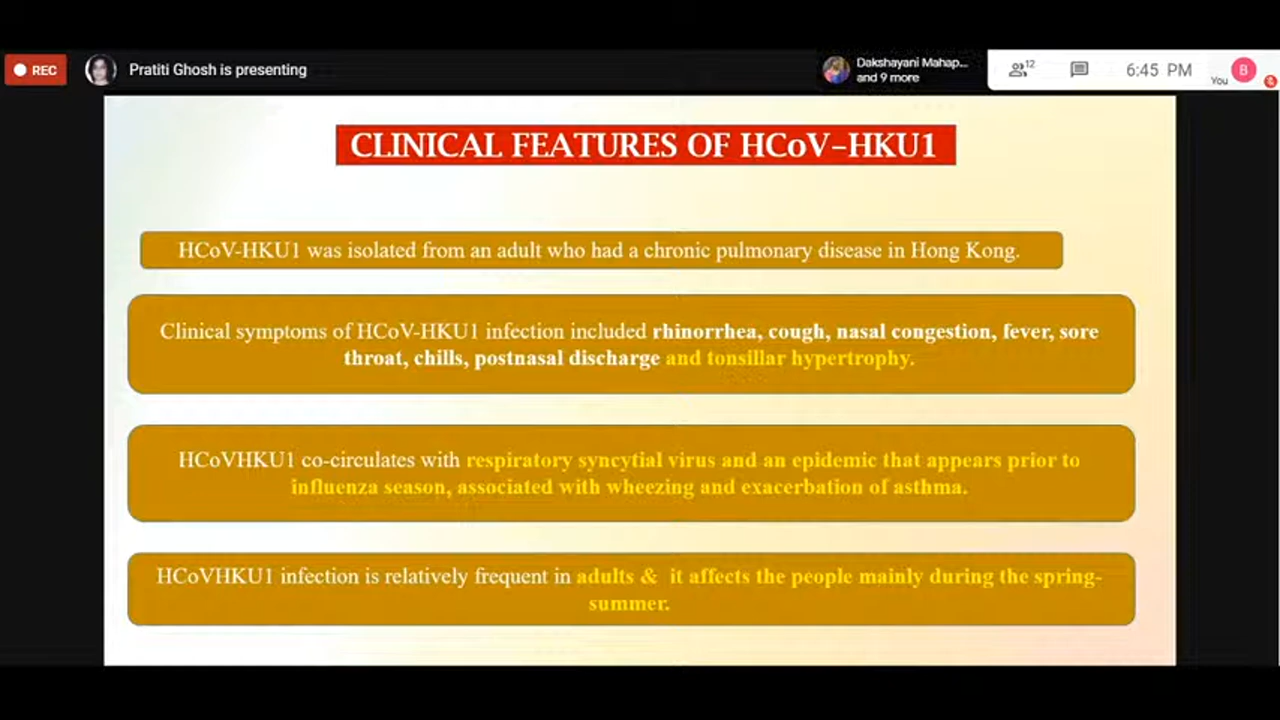 REC
Pratiti Ghosh is presenting
Dakshayani Mahap...
and 9 more
12
6:45 PM
You
B
CLINICAL FEATURES OF HCoV-HKU1
HCoV-HKU1 was isolated from an adult who had a chronic pulmonary disease in Hong Kong.
Clinical symptoms of HCoV-HKU1 infection included rhinorrhea, cough, nasal congestion, fever, sore
throat, chills, postnasal discharge and tonsillar hypertrophy.
HCoVHKU1 co-circulates with respiratory syncytial virus and an epidemic that appears prior to
influenza season, associated with wheezing and exacerbation of asthma.
HCoVHKU1 infection is relatively frequent in adults & it affects the people mainly during the spring-
summer.